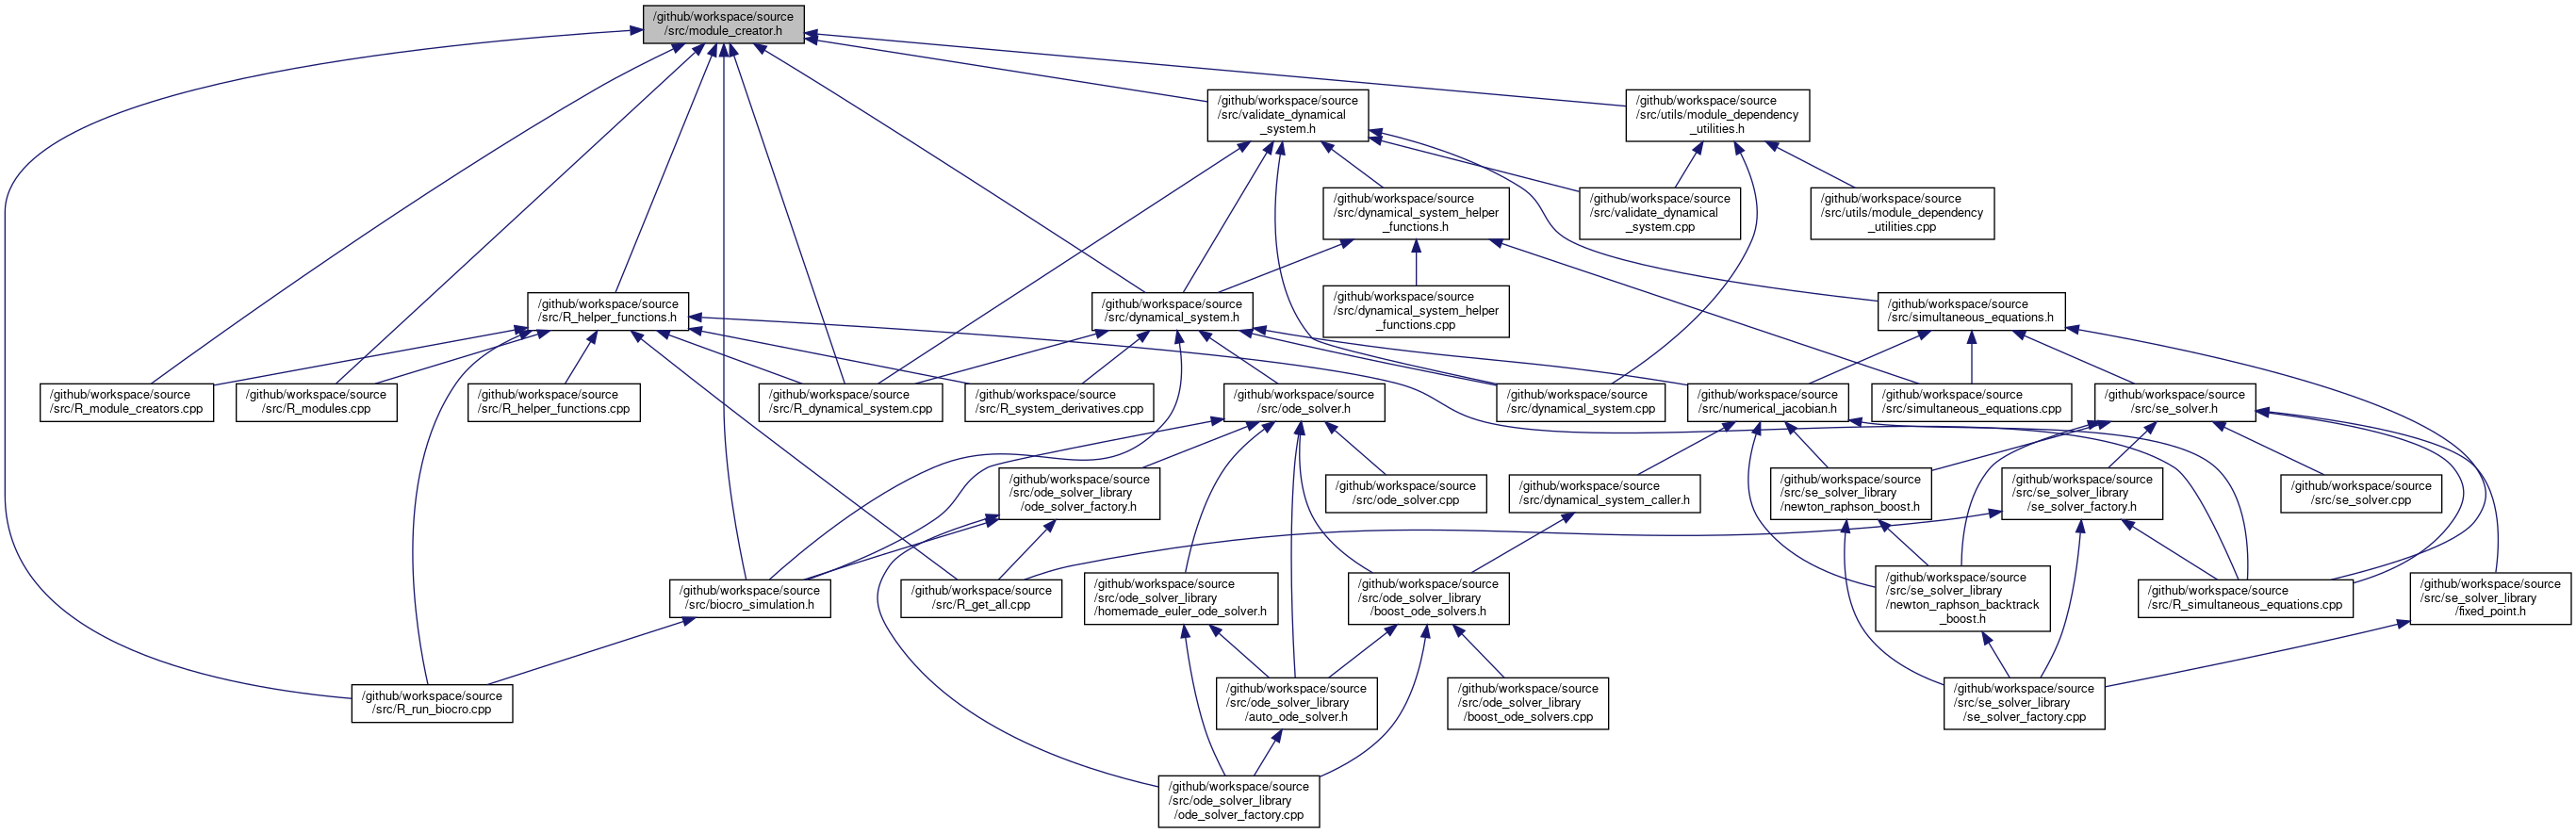 /github/workspace/source
/src/module_creator.h
/github/workspace/source
/src/validate_dynamical
_system.h
/github/workspace/source
/src/utils/module_dependency
_utilities.h
/github/workspace/source
/src/dynamical_system_helper
_functions.h
/github/workspace/source
/src/validate_dynamical
_system.cpp
/github/workspace/source
/src/utils/module_dependency
_utilities.cpp
/github/workspace/source
/src/R_helper_functions.h
/github/workspace/source
/src/dynamical_system.h
/github/workspace/source
/src/dynamical_system_helper
_functions.cpp
/github/workspace/source
/src/simultaneous_equations.h
/github/workspace/source
/src/R_module_creators.cpp
/github/workspace/source
/src/R_modules.cpp
/github/workspace/source
/src/R_helper_functions.cpp
/github/workspace/source
/src/R_dynamical_system.cpp
/github/workspace/source
/src/R_system_derivatives.cpp
/github/workspace/source
/src/ode_solver.h
/github/workspace/source
/src/dynamical_system.cpp
/github/workspace/source
/src/numerical_jacobian.h
/github/workspace/source
/src/simultaneous_equations.cpp
/github/workspace/source
/src/se_solver.h
/github/workspace/source
/src/ode_solver_library
/ode_solver_factory.h
/github/workspace/source
/src/ode_solver.cpp
/github/workspace/source
/src/dynamical_system_caller.h
/github/workspace/source
/src/se_solver_library
/newton_raphson_boost.h
/github/workspace/source
/src/se_solver_library
/se_solver_factory.h
/github/workspace/source
/src/se_solver.cpp
/github/workspace/source
/src/biocro_simulation.h
/github/workspace/source
/src/R_get_all.cpp
/github/workspace/source
/src/ode_solver_library
/homemade_euler_ode_solver.h
/github/workspace/source
/src/ode_solver_library
/boost_ode_solvers.h
/github/workspace/source
/src/se_solver_library
/newton_raphson_backtrack
_boost.h
/github/workspace/source
/src/R_simultaneous_equations.cpp
/github/workspace/source
/src/se_solver_library
/fixed_point.h
/github/workspace/source
/src/R_run_biocro.cpp
/github/workspace/source
/src/ode_solver_library
/auto_ode_solver.h
/github/workspace/source
/src/ode_solver_library
/boost_ode_solvers.cpp
/github/workspace/source
/src/se_solver_library
/se_solver_factory.cpp
/github/workspace/source
/src/ode_solver_library
/ode_solver_factory.cpp